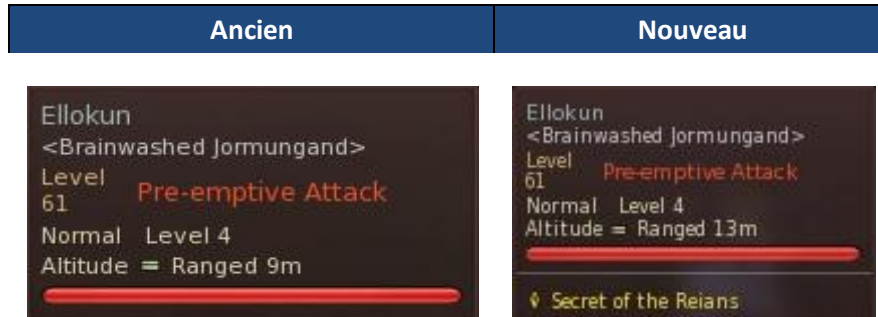 Ancien Nouveau
Ellokun
<Brainwashed Jormungand>
Level
61 Pre-emptive Attack
Normal Level 4
Altitude = Ranged 9m
Ellokun
<Brainwashed Jormungand>
Level
61 Pre-emptive Attack
Normal Level 4
Altitude = Ranged 13m
Secret of the Reians